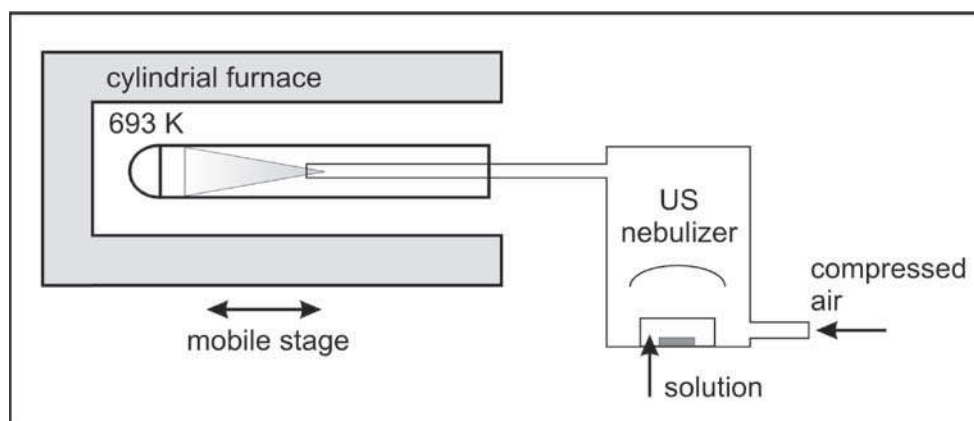 cylindrial furnace
693 K
US
nebulizer
compressed
air
mobile stage
solution